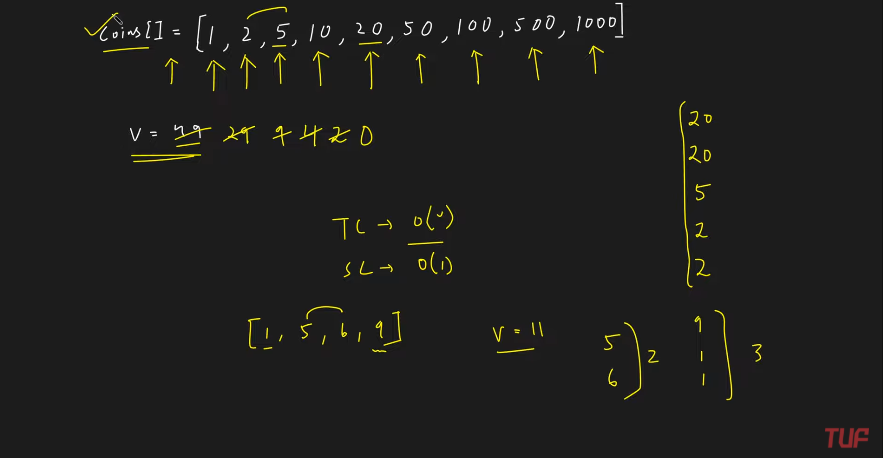 Coins[] = [1, 2, 5, 10, 20, 50, 100, 500, 1000]
V = 49 29 9 4 2 0
20
20
5
2
2
TC → O(V)
SC → O(1)
[1, 5, 6, 9]
V = 11
5
6
2
9
1
1
3
TUF